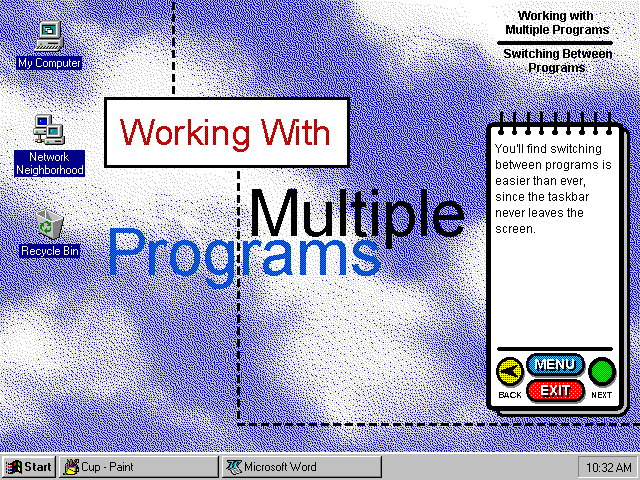 Working with
Multiple Programs
Switching Between
Programs
My Computer
Network
Neighborhood
Recycle Bin
Working With
Multiple
Programs
You'll find switching
between programs is
easier than ever,
since the taskbar
never leaves the
screen.
MENU
EXIT
BACK
NEXT
Start
Cup - Paint
Microsoft Word
10:32 AM